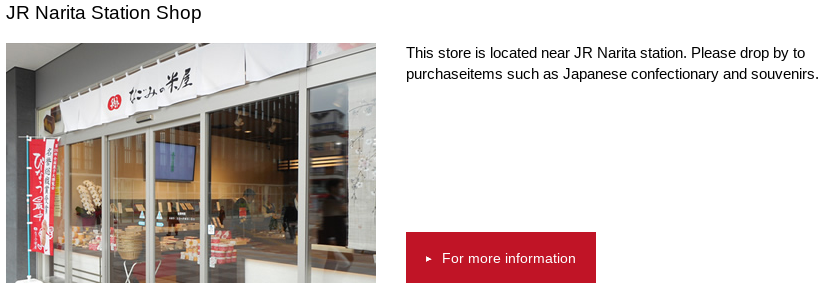 JR Narita Station Shop
This store is located near JR Narita station. Please drop by to
purchaseitems such as Japanese confectionary and souvenirs.
なごみの米屋
▸ For more information